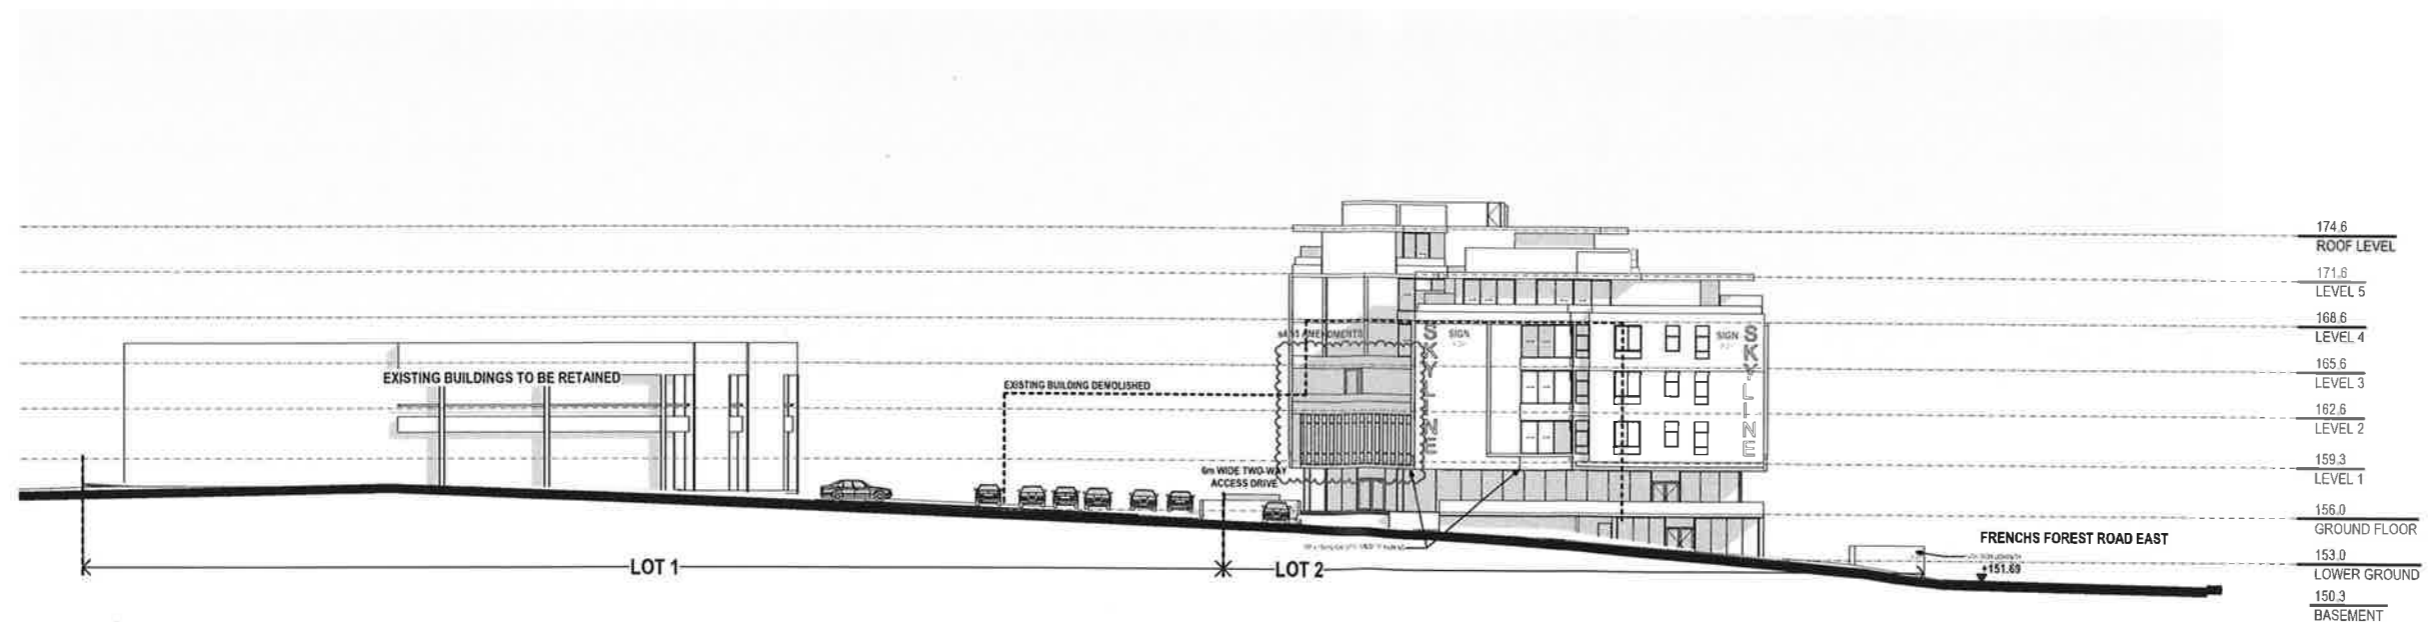 174.6
ROOF LEVEL
171.6
LEVEL 5
168.6
LEVEL 4
165.6
LEVEL 3
162.6
LEVEL 2
159.3
LEVEL 1
156.0
GROUND FLOOR
153.0
LOWER GROUND
150.3
BASEMENT
AMENDMENTS
SIGN
SIGN
SKYLINE
SKYLINE
EXISTING BUILDINGS TO BE RETAINED
EXISTING BUILDING DEMOLISHED
6m WIDE TWO-WAY
ACCESS DRIVE
FRENCHS FOREST ROAD EAST
+151.69
LOT 1
LOT 2